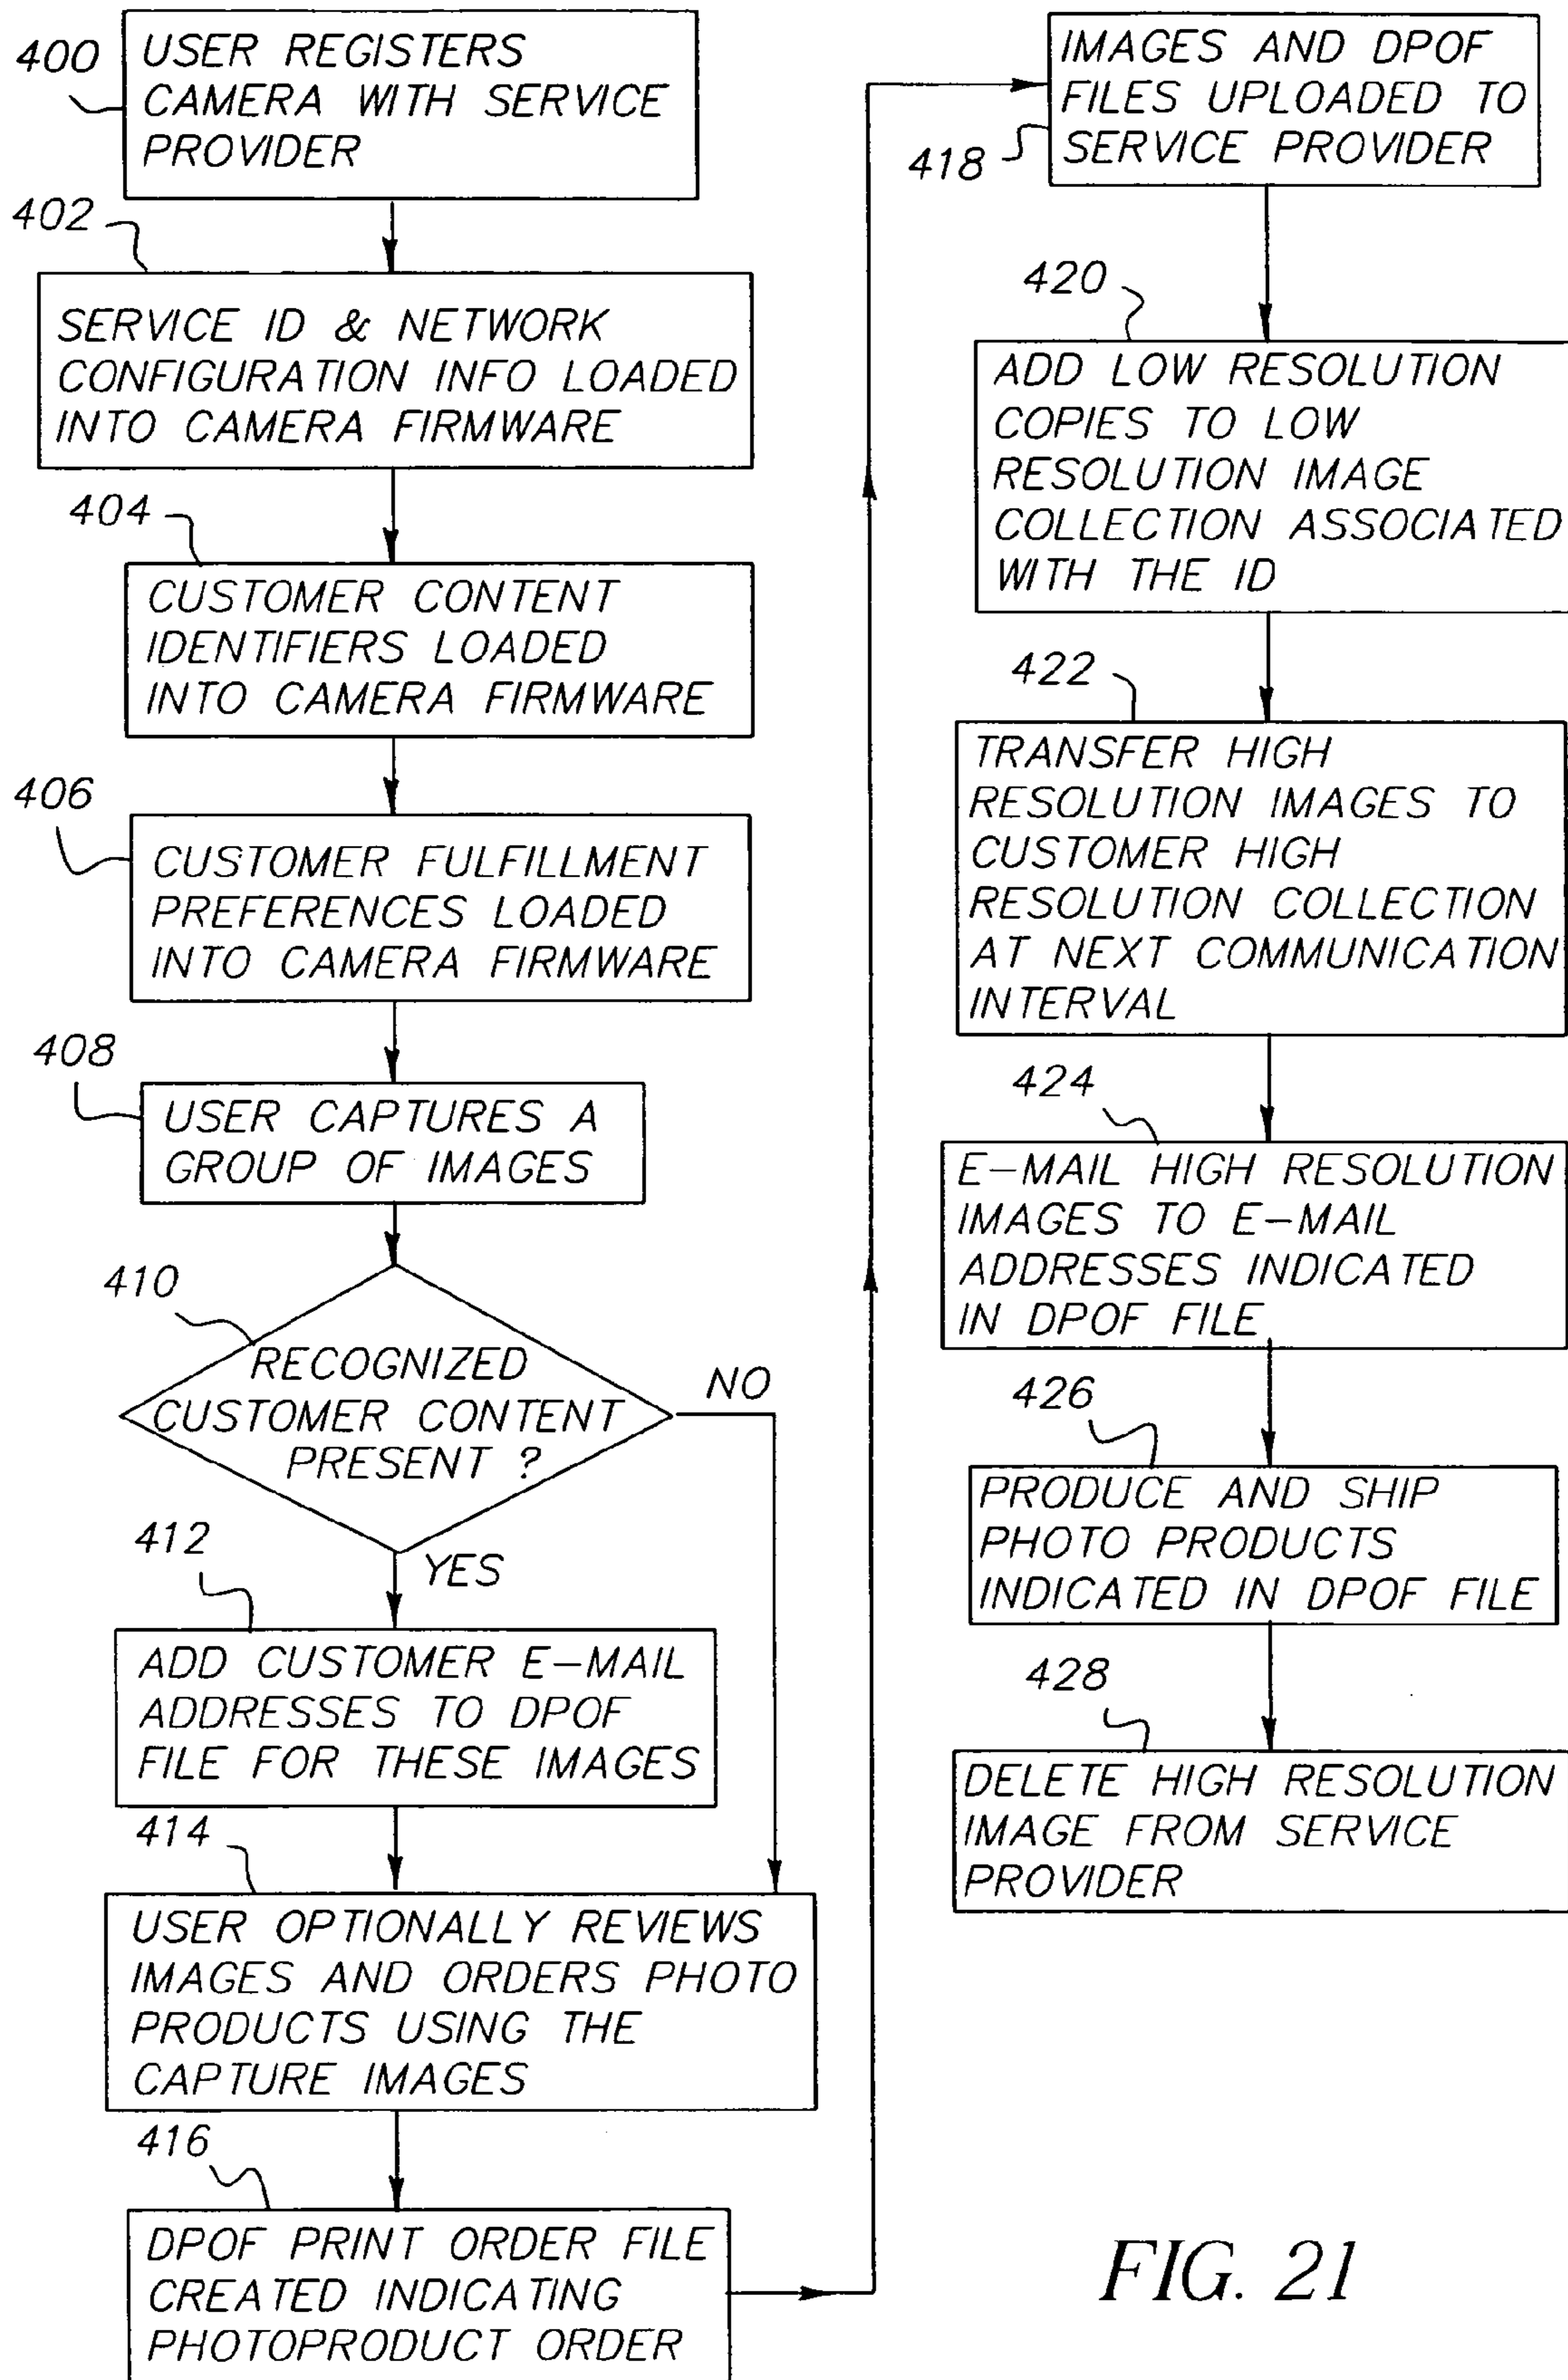 400
USER REGISTERS
CAMERA WITH SERVICE
PROVIDER
402
SERVICE ID & NETWORK
CONFIGURATION INFO LOADED
INTO CAMERA FIRMWARE
404
CUSTOMER CONTENT
IDENTIFIERS LOADED
INTO CAMERA FIRMWARE
406
CUSTOMER FULFILLMENT
PREFERENCES LOADED
INTO CAMERA FIRMWARE
408
USER CAPTURES A
GROUP OF IMAGES
410
RECOGNIZED
CUSTOMER CONTENT
PRESENT ?
NO
YES
412
ADD CUSTOMER E-MAIL
ADDRESSES TO DPOF
FILE FOR THESE IMAGES
414
USER OPTIONALLY REVIEWS
IMAGES AND ORDERS PHOTO
PRODUCTS USING THE
CAPTURE IMAGES
416
DPOF PRINT ORDER FILE
CREATED INDICATING
PHOTOPRODUCT ORDER
418
IMAGES AND DPOF
FILES UPLOADED TO
SERVICE PROVIDER
420
ADD LOW RESOLUTION
COPIES TO LOW
RESOLUTION IMAGE
COLLECTION ASSOCIATED
WITH THE ID
422
TRANSFER HIGH
RESOLUTION IMAGES TO
CUSTOMER HIGH
RESOLUTION COLLECTION
AT NEXT COMMUNICATION
INTERVAL
424
E-MAIL HIGH RESOLUTION
IMAGES TO E-MAIL
ADDRESSES INDICATED
IN DPOF FILE
426
PRODUCE AND SHIP
PHOTO PRODUCTS
INDICATED IN DPOF FILE
428
DELETE HIGH RESOLUTION
IMAGE FROM SERVICE
PROVIDER
FIG. 21